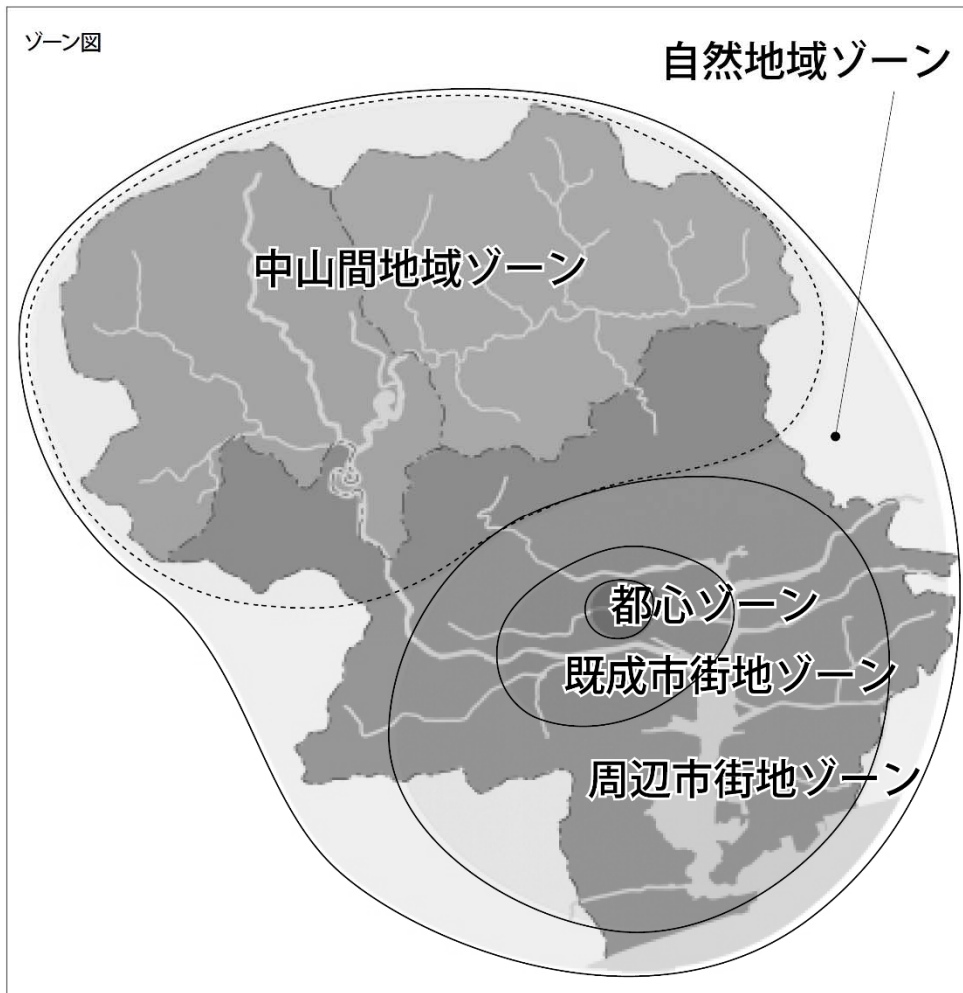 ゾーン図
自然地域ゾーン
中山間地域ゾーン
都心ゾーン
既成市街地ゾーン
周辺市街地ゾーン